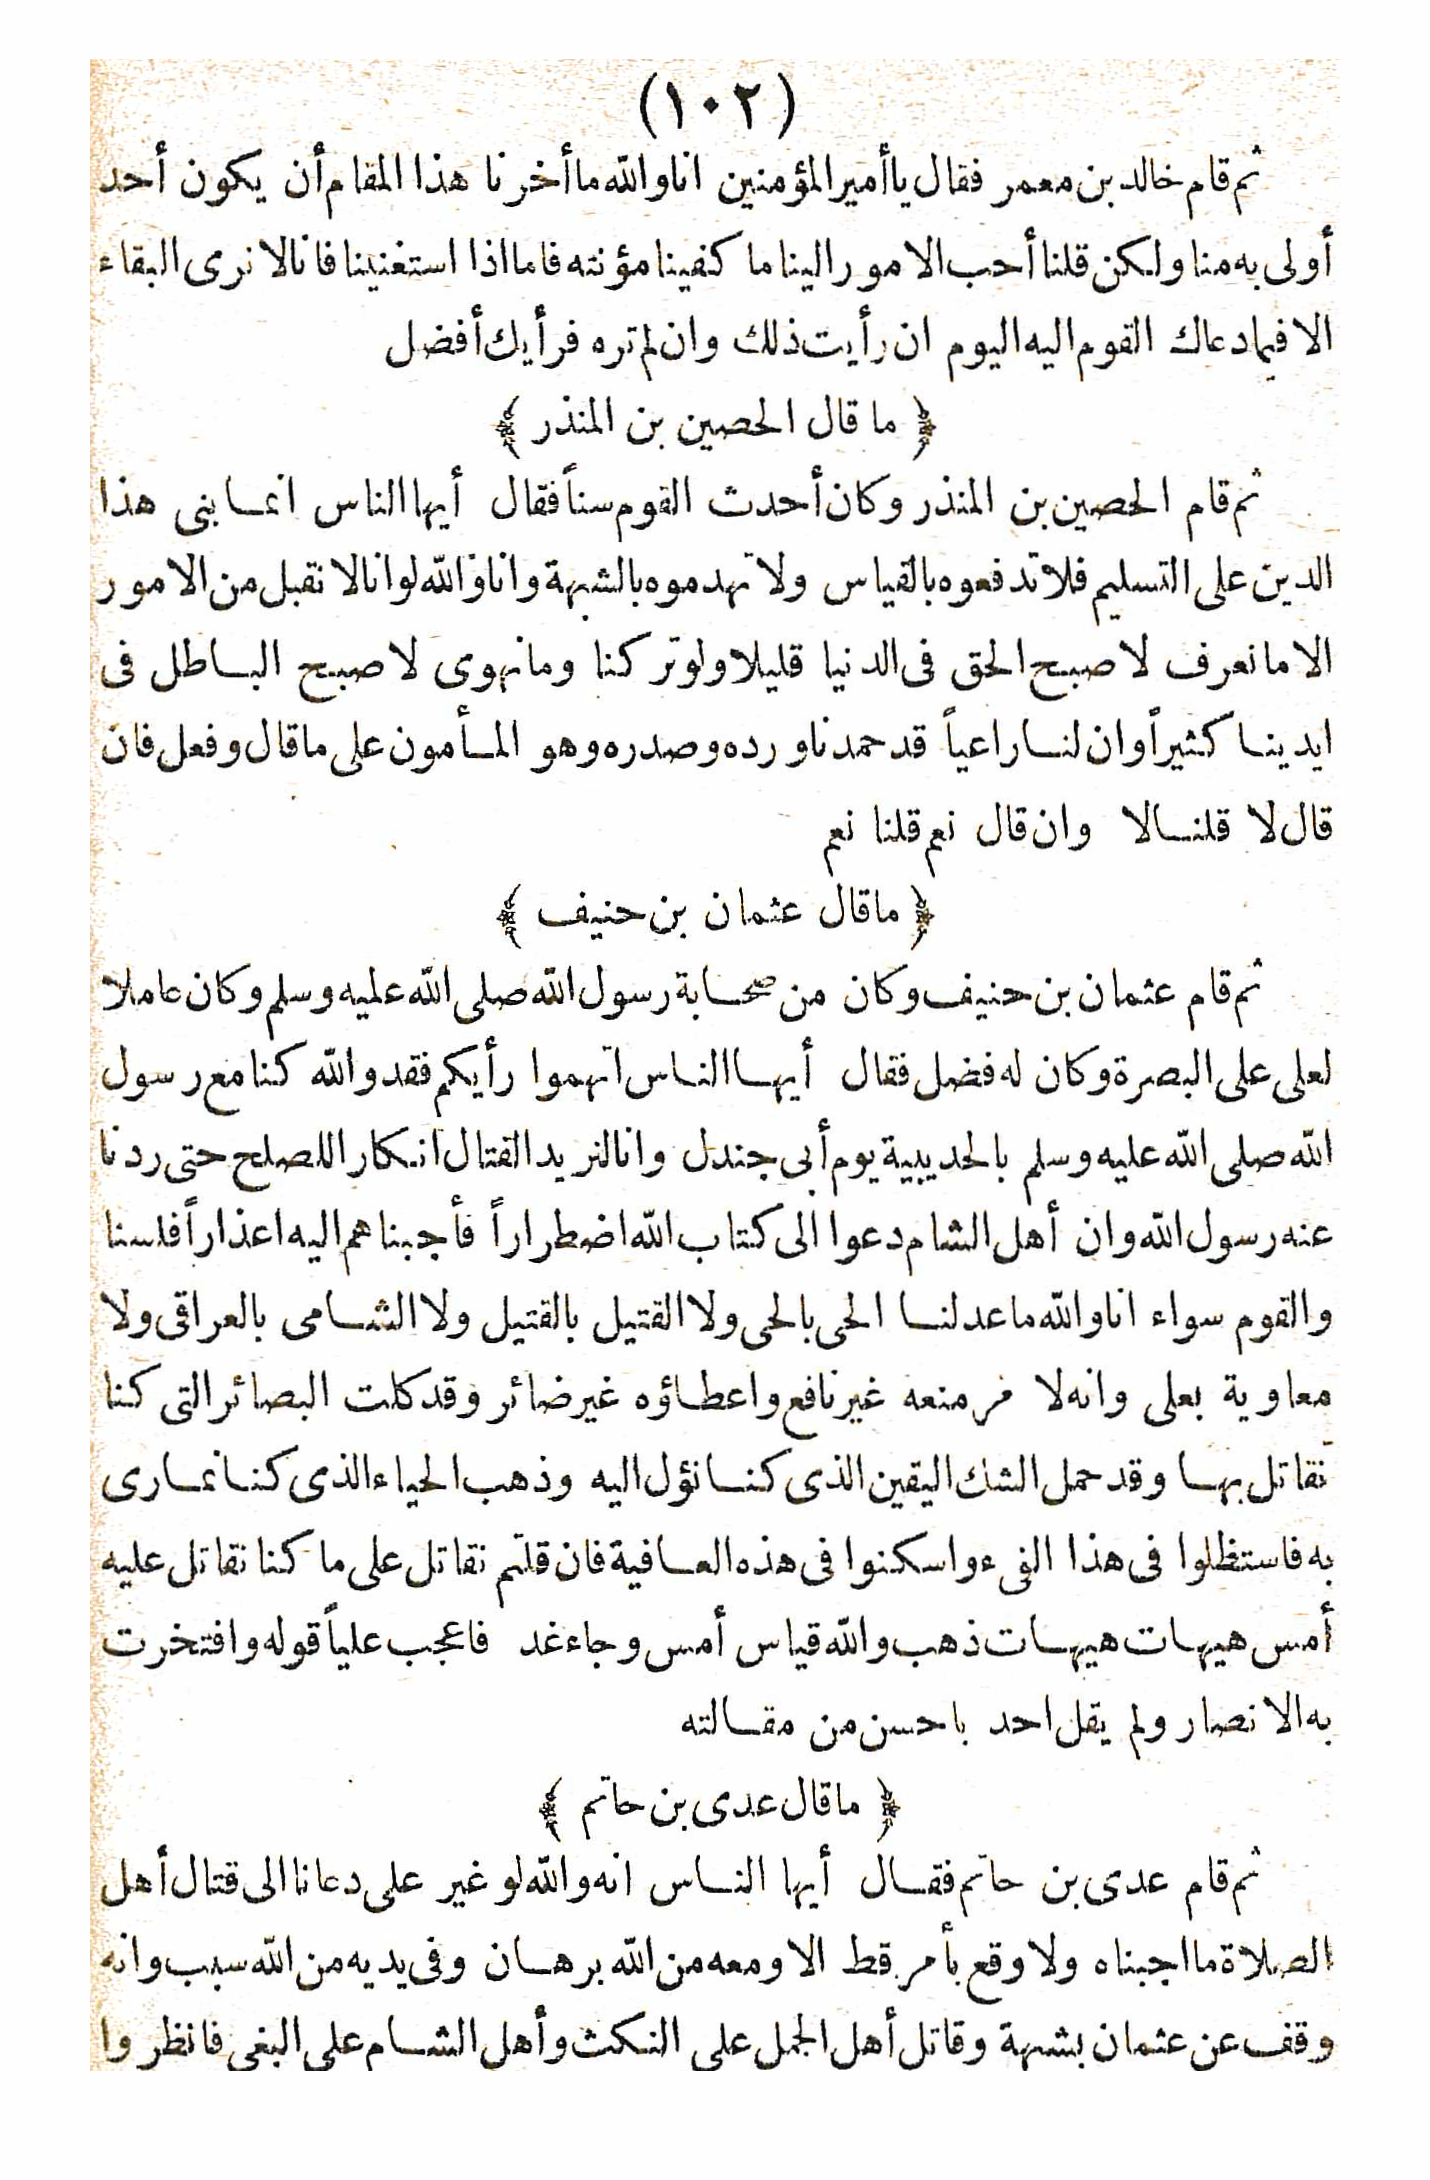 (١٠٢)
ثم قام خالد بن معمر فقال يا أمير المؤمنين انا والله ما أخرنا هذا المقام أن يكون أحد
أولى به منا ولكن قلنا أحب الامور الينا ما كفينا مؤنته فاما اذا استغنينا فانا لا نرى البقاء
الا فيما دعاك القوم اليه اليوم ان رأيت ذلك وان لم تره فرأيك أفضل
﴿ ما قال الحصين بن المنذر ﴾
ثم قام الحصين بن المنذر وكان أحدث القوم سناً فقال أيها الناس انما بنى هذا
الدين على التسليم فلا تدفعوه بالقياس ولا تهدموه بالشبهة وانا والله لو انا لا نقبل من الامور
الا ما نعرف لا صبح الحق فى الدنيا قليلا ولو تركنا وما نهوى لا صبح الباطل فى
ايدينا كثيراً وان لنا راعياً قد حمدنا ورده وصدره وهو المأمون على ما قال وفعل فان
قال لا قلنا لا وان قال نعم قلنا نعم
﴿ ما قال عثمان بن حنيف ﴾
ثم قام عثمان بن حنيف وكان من صحابة رسول الله صلى الله عليه وسلم وكان عاملا
لعلى على البصرة وكان له فضل فقال أيها الناس اتهموا رأيكم فقد والله كنا مع رسول
الله صلى الله عليه وسلم بالحديبية يوم أبى جندل وانا لنريد القتال انكارا للصلح حتى ردنا
عنه رسول الله وان أهل الشام دعوا الى كتاب الله اضطراراً فأجبناهم اليه اعذاراً فلسنا
والقوم سواء انا والله ما عدلنا الحى بالحى ولا القتيل بالقتيل ولا الشامى بالعراقى ولا
معاوية بعلى وانه لا مر منعه غير نافع واعطاؤه غير ضائر وقد كلت البصائر التى كنا
نقاتل بها وقد حمل الشك اليقين الذى كنا نؤل اليه وذهب الحياء الذى كنا نمارى
به فاستظلوا فى هذا الفىء واسكنوا فى هذه العافية فان قلتم نقاتل على ما كنا نقاتل عليه
أمس هيهات هيهات ذهب والله قياس أمس وجاء غد فاعجب علياً قوله وافتخرت
به الانصار ولم يقل احد باحسن من مقالته
﴿ ما قال عدى بن حاتم ﴾
ثم قام عدى بن حاتم فقال أيها الناس انه والله لو غير على دعانا الى قتال أهل
الصلاة ما اجبناه ولا وقع بأمر قط الا ومعه من الله برهان وفى يديه من الله سبب وانه
وقف عن عثمان بشبهة وقاتل أهل الجمل على النكث وأهل الشام على البغى فانظروا